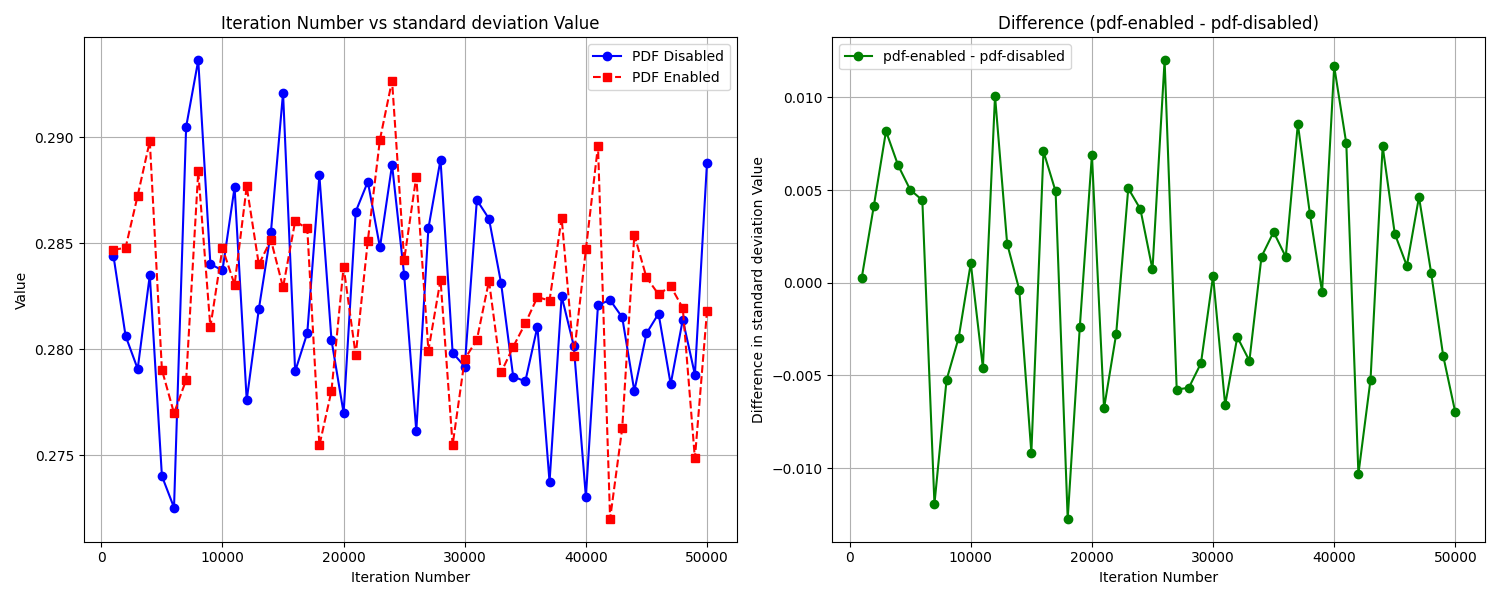 Iteration Number vs standard deviation Value
PDF Disabled
PDF Enabled
0.290
0.285
0.280
0.275
Value
0
10000
20000
30000
40000
50000
Iteration Number
Difference (pdf-enabled - pdf-disabled)
pdf-enabled - pdf-disabled
0.010
0.005
0.000
−0.005
−0.010
Difference in standard deviation Value
0
10000
20000
30000
40000
50000
Iteration Number